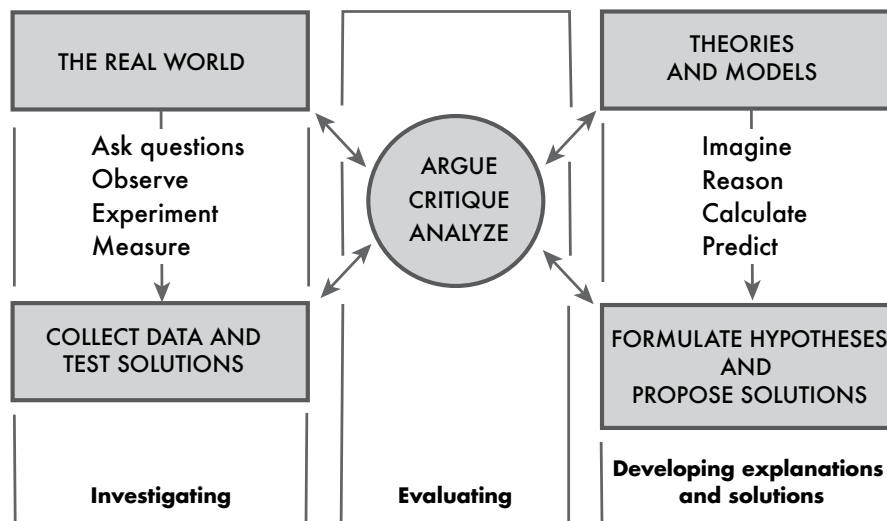 THE REAL WORLD
Ask questions
Observe
Experiment
Measure
COLLECT DATA AND
TEST SOLUTIONS
Investigating
ARGUE
CRITIQUE
ANALYZE
Evaluating
THEORIES
AND MODELS
Imagine
Reason
Calculate
Predict
FORMULATE HYPOTHESES
AND
PROPOSE SOLUTIONS
Developing explanations
and solutions